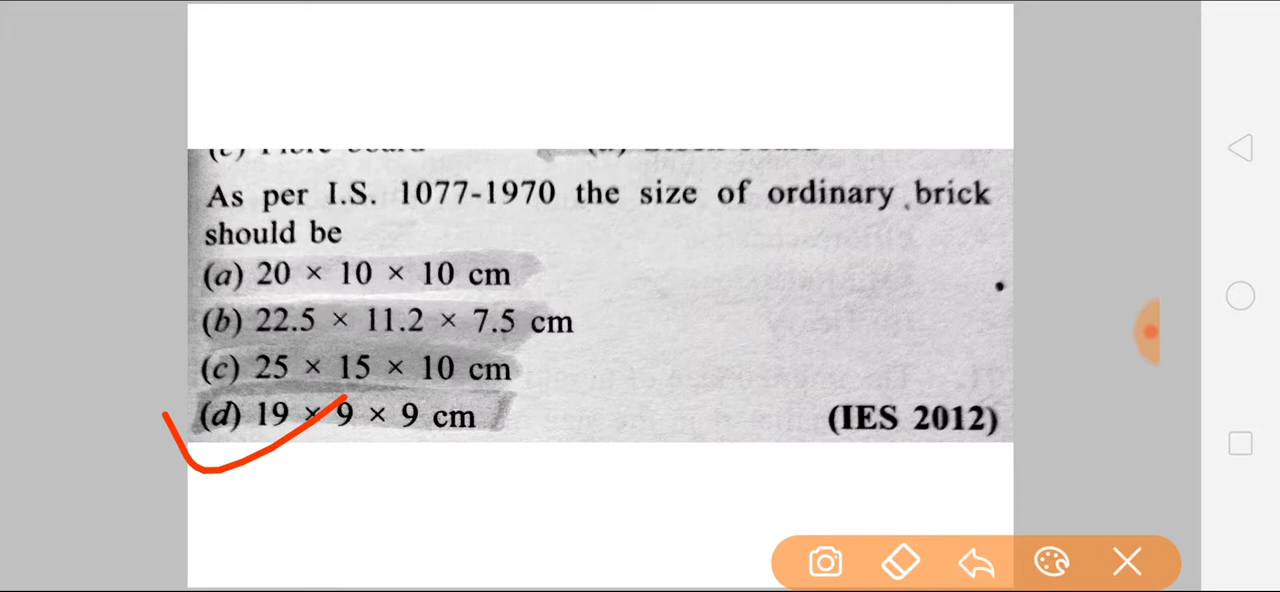 As per I.S. 1077-1970 the size of ordinary brick
should be
(a) 20 × 10 × 10 cm
(b) 22.5 × 11.2 × 7.5 cm
(c) 25 × 15 × 10 cm
(d) 19 × 9 × 9 cm (IES 2012)